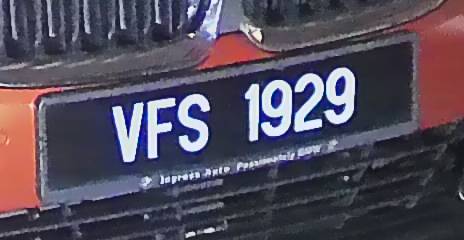 VFS 1929
Ingress Auto Passionately BMW